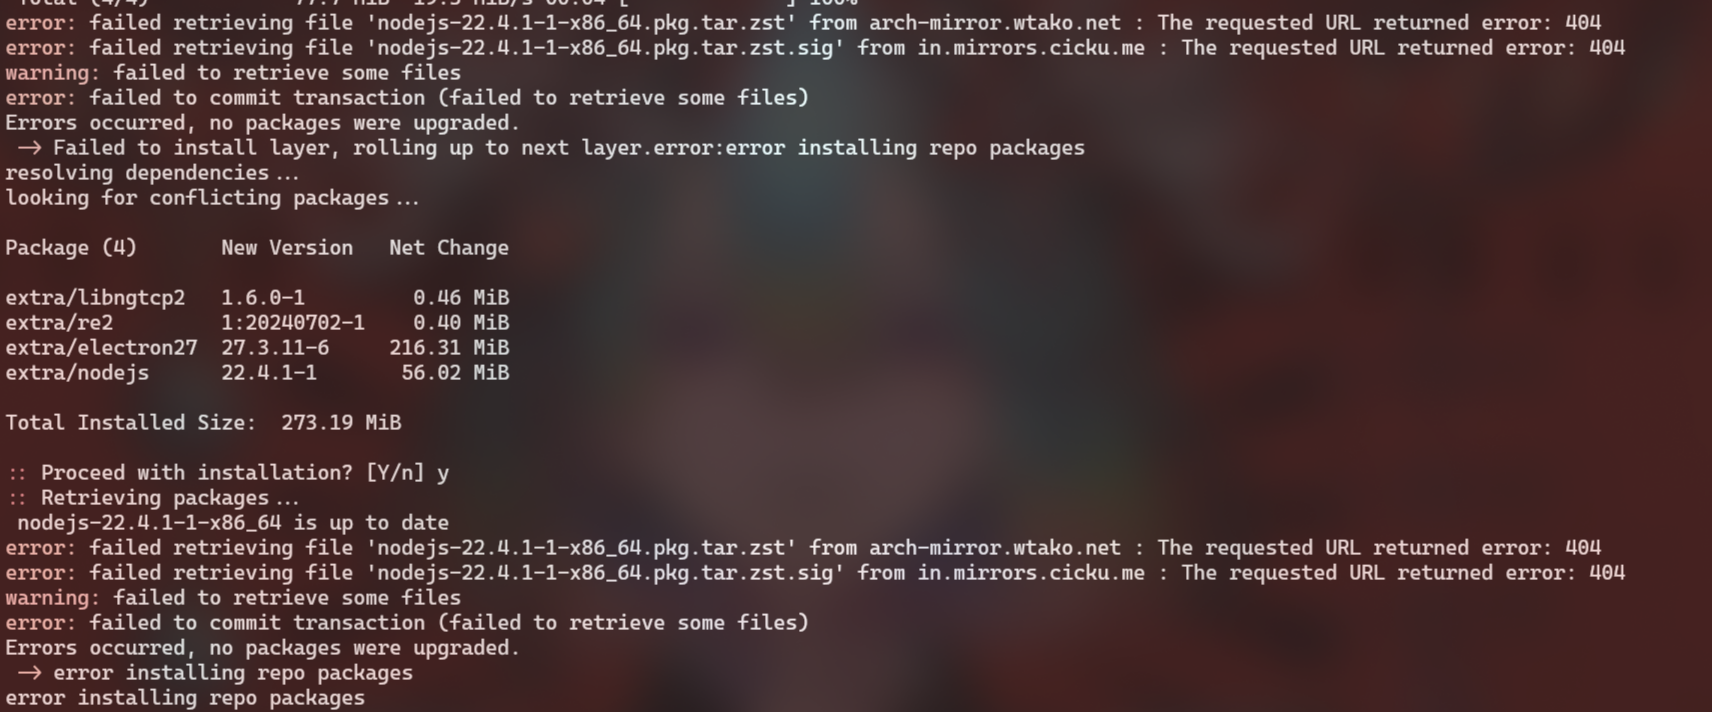 error: failed retrieving file 'nodejs-22.4.1-1-x86_64.pkg.tar.zst' from arch-mirror.wtako.net : The requested URL returned error: 404
error: failed retrieving file 'nodejs-22.4.1-1-x86_64.pkg.tar.zst.sig' from in.mirrors.cicku.me : The requested URL returned error: 404
warning: failed to retrieve some files
error: failed to commit transaction (failed to retrieve some files)
Errors occurred, no packages were upgraded.
 -> Failed to install layer, rolling up to next layer.error:error installing repo packages
resolving dependencies...
looking for conflicting packages...

Package (4)       New Version   Net Change

extra/libngtcp2   1.6.0-1         0.46 MiB
extra/re2         1:20240702-1    0.40 MiB
extra/electron27  27.3.11-6     216.31 MiB
extra/nodejs      22.4.1-1       56.02 MiB

Total Installed Size:  273.19 MiB

:: Proceed with installation? [Y/n] y
:: Retrieving packages...
 nodejs-22.4.1-1-x86_64 is up to date
error: failed retrieving file 'nodejs-22.4.1-1-x86_64.pkg.tar.zst' from arch-mirror.wtako.net : The requested URL returned error: 404
error: failed retrieving file 'nodejs-22.4.1-1-x86_64.pkg.tar.zst.sig' from in.mirrors.cicku.me : The requested URL returned error: 404
warning: failed to retrieve some files
error: failed to commit transaction (failed to retrieve some files)
Errors occurred, no packages were upgraded.
 -> error installing repo packages
error installing repo packages